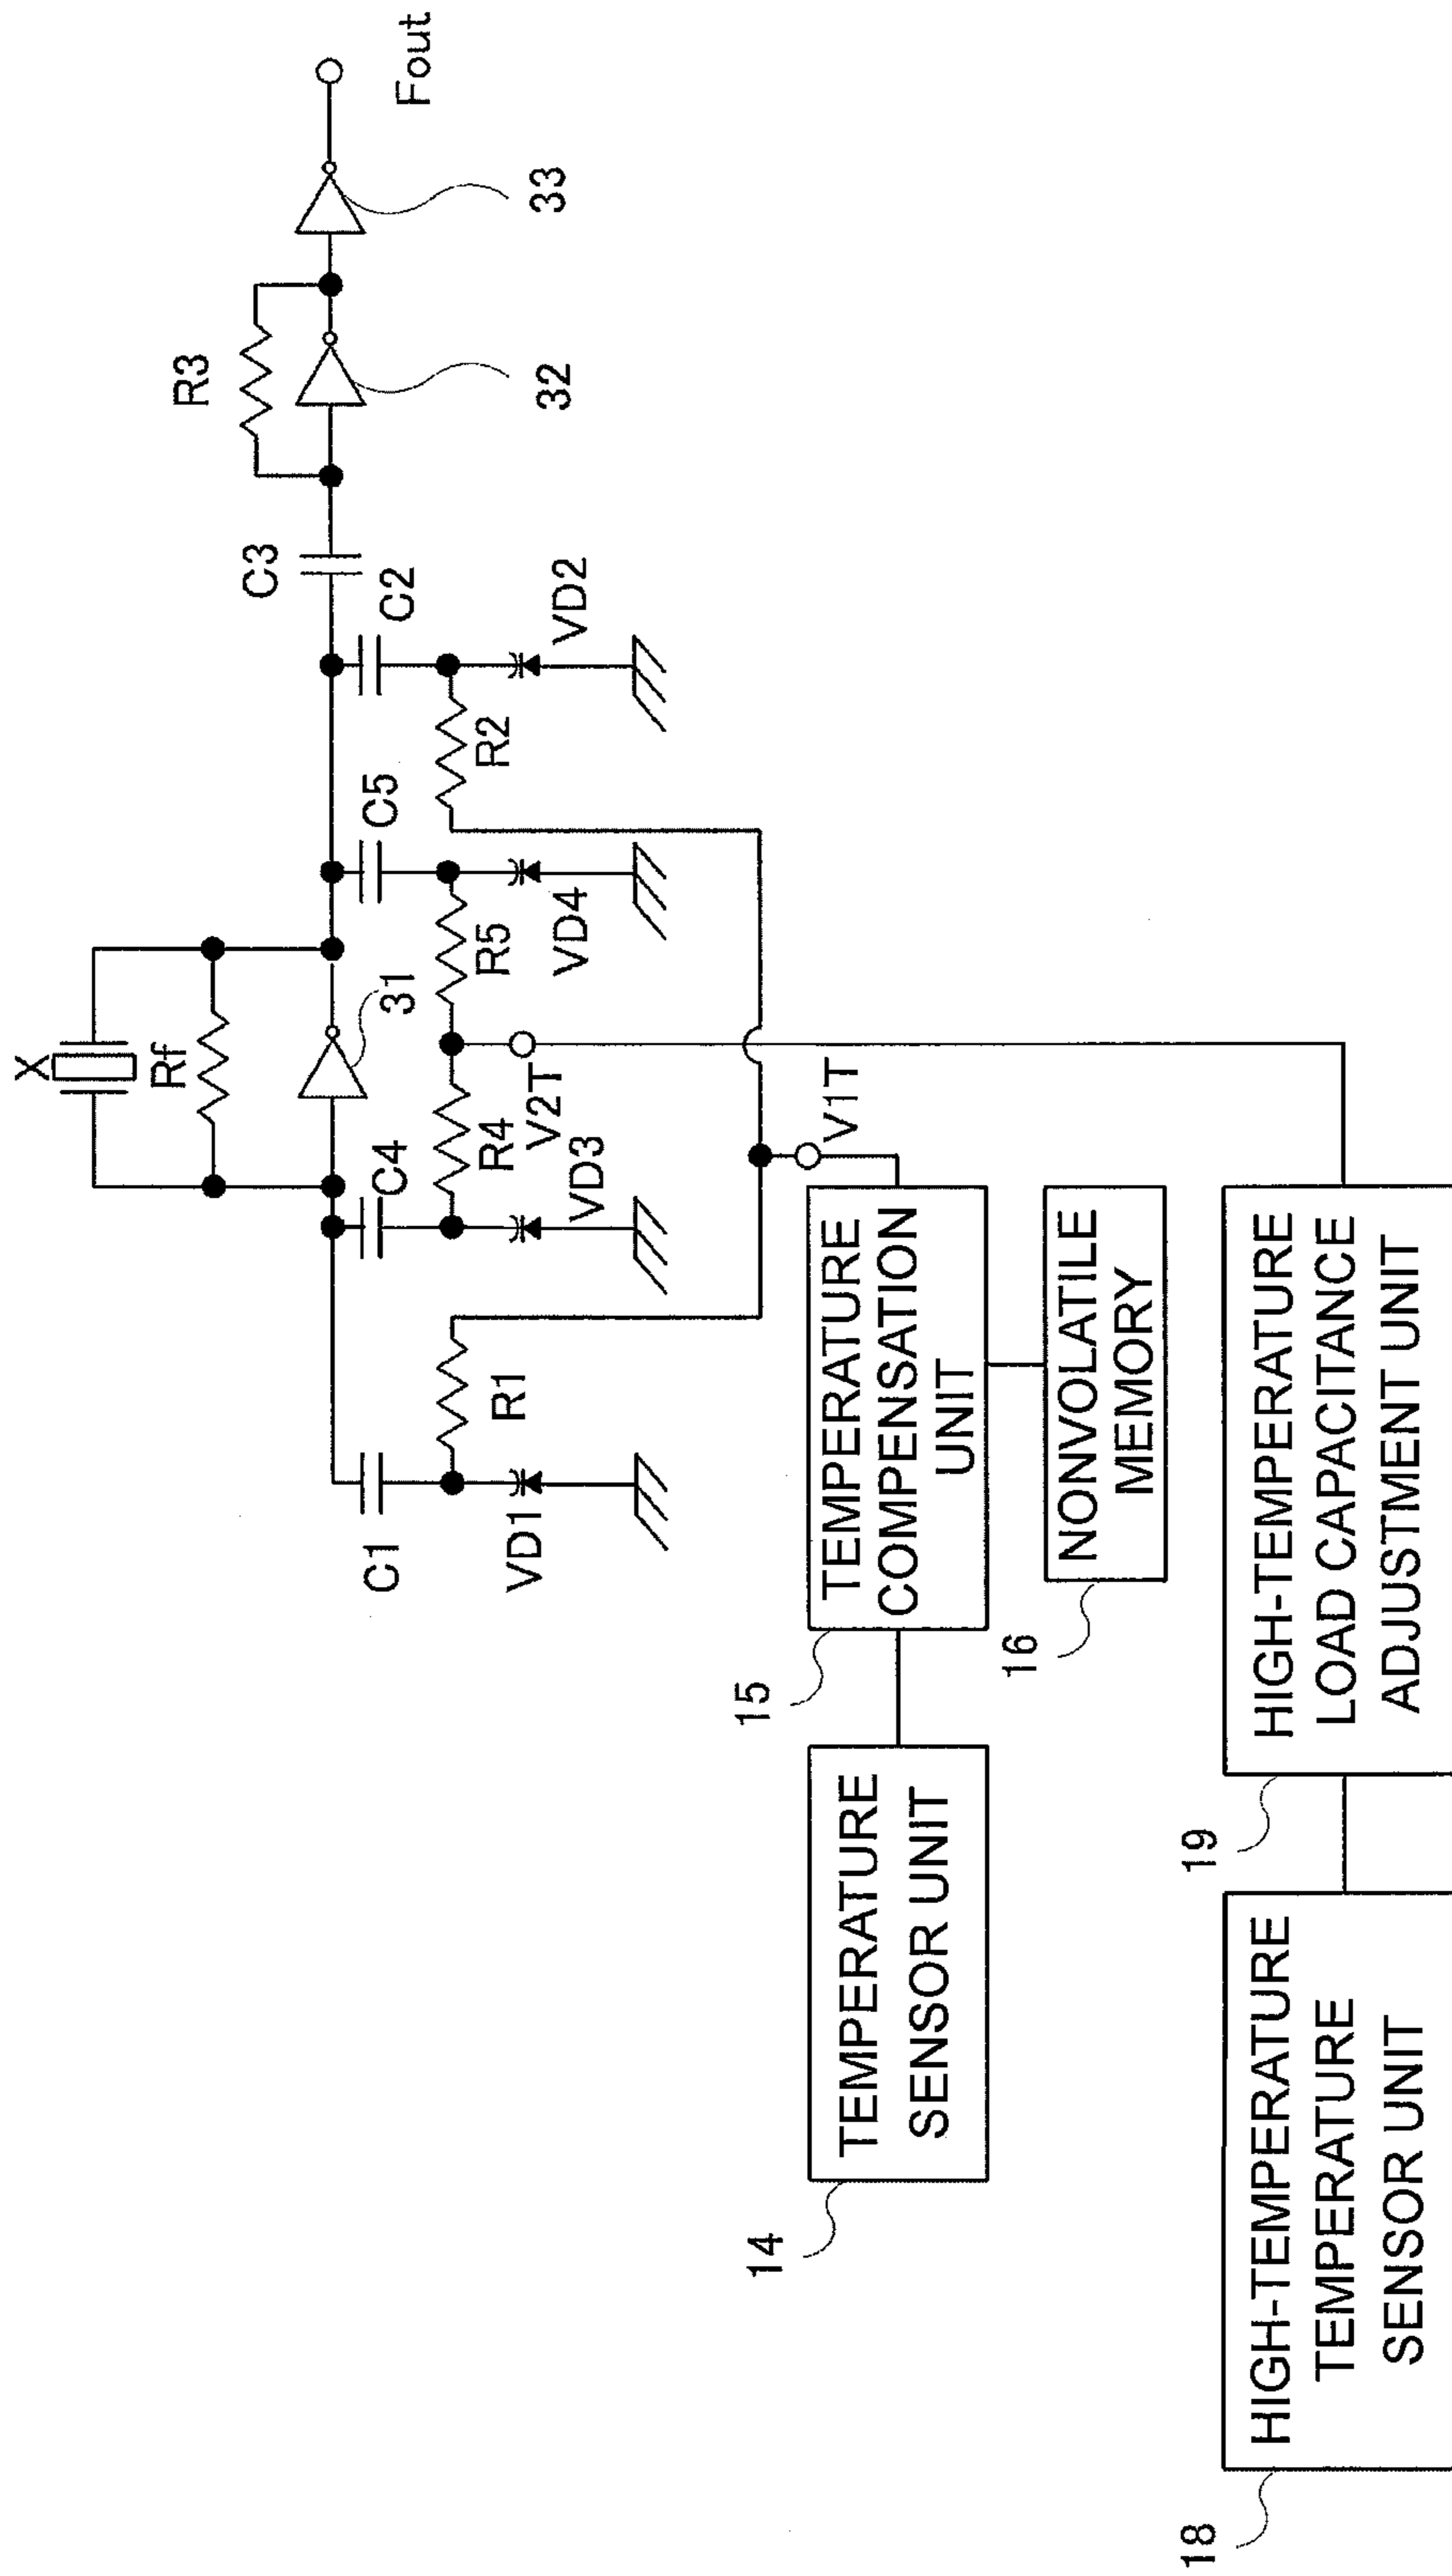 X
Rf
31
R3
32
33
Fout
C3
C1
C4
C5
C2
R1
R4
R5
R2
VD1
VD3
V2T
VD4
VD2
V1T
14
TEMPERATURE
SENSOR UNIT
15
TEMPERATURE
COMPENSATION
UNIT
16
NONVOLATILE
MEMORY
18
HIGH-TEMPERATURE
TEMPERATURE
SENSOR UNIT
19
HIGH-TEMPERATURE
LOAD CAPACITANCE
ADJUSTMENT UNIT